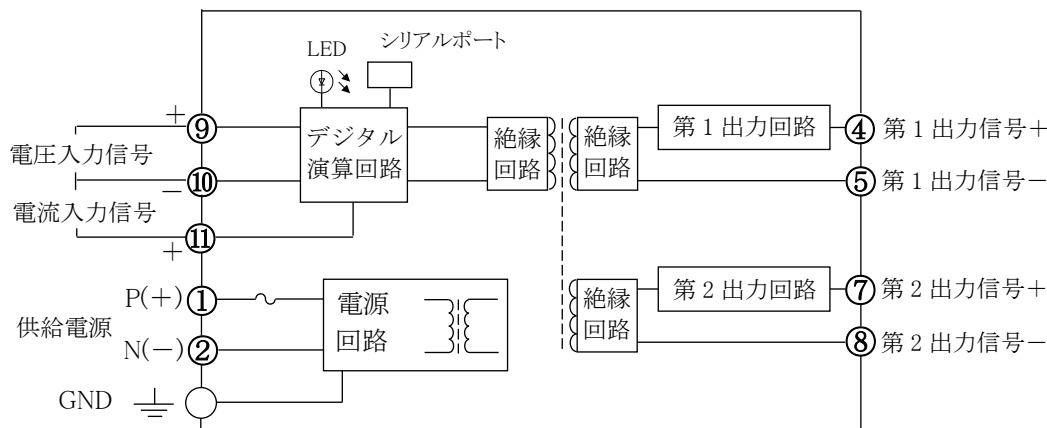 LED
シリアルポート
+
⑨
電圧入力信号
−
⑩
電流入力信号
+
⑪
デジタル
演算回路
絶縁
回路
絶縁
回路
第1出力回路
④ 第1出力信号+
⑤ 第1出力信号−
P(+) ①
供給電源
N(−) ②
GND
電源
回路
絶縁
回路
第2出力回路
⑦ 第2出力信号+
⑧ 第2出力信号−